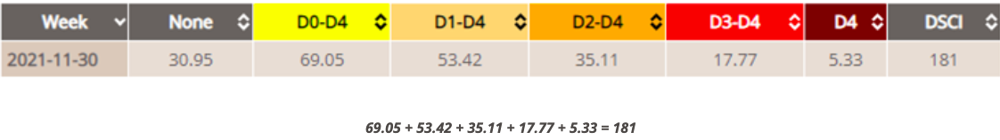 Week None D0-D4 D1-D4 D2-D4 D3-D4 D4 DSCI
2021-11-30 30.95 69.05 53.42 35.11 17.77 5.33 181
69.05 + 53.42 + 35.11 + 17.77 + 5.33 = 181